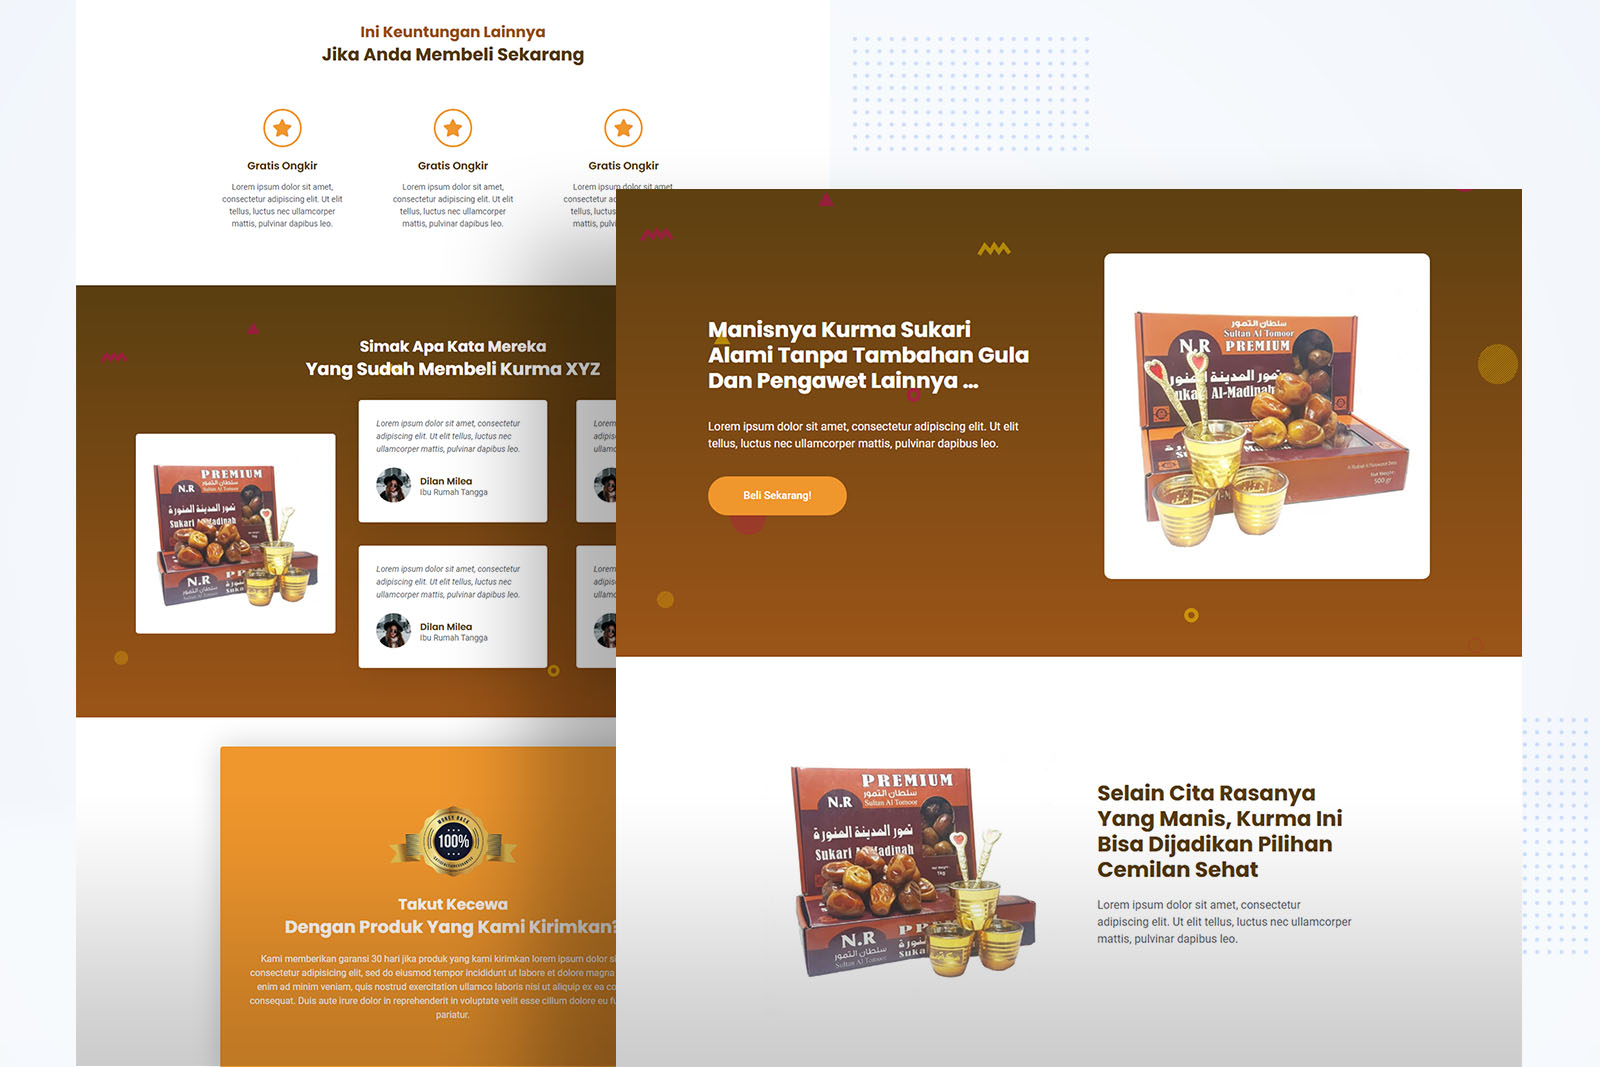 Ini Keuntungan Lainnya
Jika Anda Membeli Sekarang
Gratis Ongkir
Lorem ipsum dolor sit amet,
consectetur adipiscing elit. Ut elit
tellus, luctus nec ullamcorper
mattis, pulvinar dapibus leo.
Gratis Ongkir
Lorem ipsum dolor sit amet,
consectetur adipiscing elit. Ut elit
tellus, luctus nec ullamcorper
mattis, pulvinar dapibus leo.
Gratis Ongkir
Lorem ipsum dolor sit amet
consectetur
tellus, luctus
mattis,
Simak Apa Kata Mereka
Yang Sudah Membeli Kurma XYZ
PREMIUM
سلطان التمور
Sultan Al Tomoor
N.R
تمور المدينة المنورة
Sukari Al-Madinah
N.R
سلطان التمور
Lorem ipsum dolor sit amet, consectetur
adipiscing elit. Ut elit tellus, luctus nec
ullamcorper mattis, pulvinar dapibus leo.
Dilan Milea
Ibu Rumah Tangga
Lorem ipsum dolor sit amet, consectetur
adipiscing elit. Ut elit tellus, luctus nec
ullamcorper mattis, pulvinar dapibus leo.
Dilan Milea
Ibu Rumah Tangga
MONEY BACK
100%
Takut Kecewa
Dengan Produk Yang Kami Kirimkan?
Kami memberikan garansi 30 hari jika produk yang kami kirimkan lorem ipsum dolor
consectetur adipisicing elit, sed do eiusmod tempor incididunt ut labore et dolore magna
enim ad minim veniam, quis nostrud exercitation ullamco laboris nisi ut aliquip ex ea
consequat. Duis aute irure dolor in reprehenderit in voluptate velit esse cillum dolore eu
pariatur.
Manisnya Kurma Sukari
Alami Tanpa Tambahan Gula
Dan Pengawet Lainnya ...
Lorem ipsum dolor sit amet, consectetur adipiscing elit. Ut elit
tellus, luctus nec ullamcorper mattis, pulvinar dapibus leo.
Beli Sekarang!
سلطان التمور
Sultan Al Tomoor
N.R PREMIUM
تمور المدينة المنورة
Al-Madinah
Net Weight:
500 gr
PREMIUM
سلطان التمور
N.R Sultan Al Tomoor
تمور المدينة المنورة
Sukari Al-Madinah
1kg
N.R
سلطان التمور
Sultan Al Tomoor
Selain Cita Rasanya
Yang Manis, Kurma Ini
Bisa Dijadikan Pilihan
Cemilan Sehat
Lorem ipsum dolor sit amet, consectetur
adipiscing elit. Ut elit tellus, luctus nec ullamcorper
mattis, pulvinar dapibus leo.